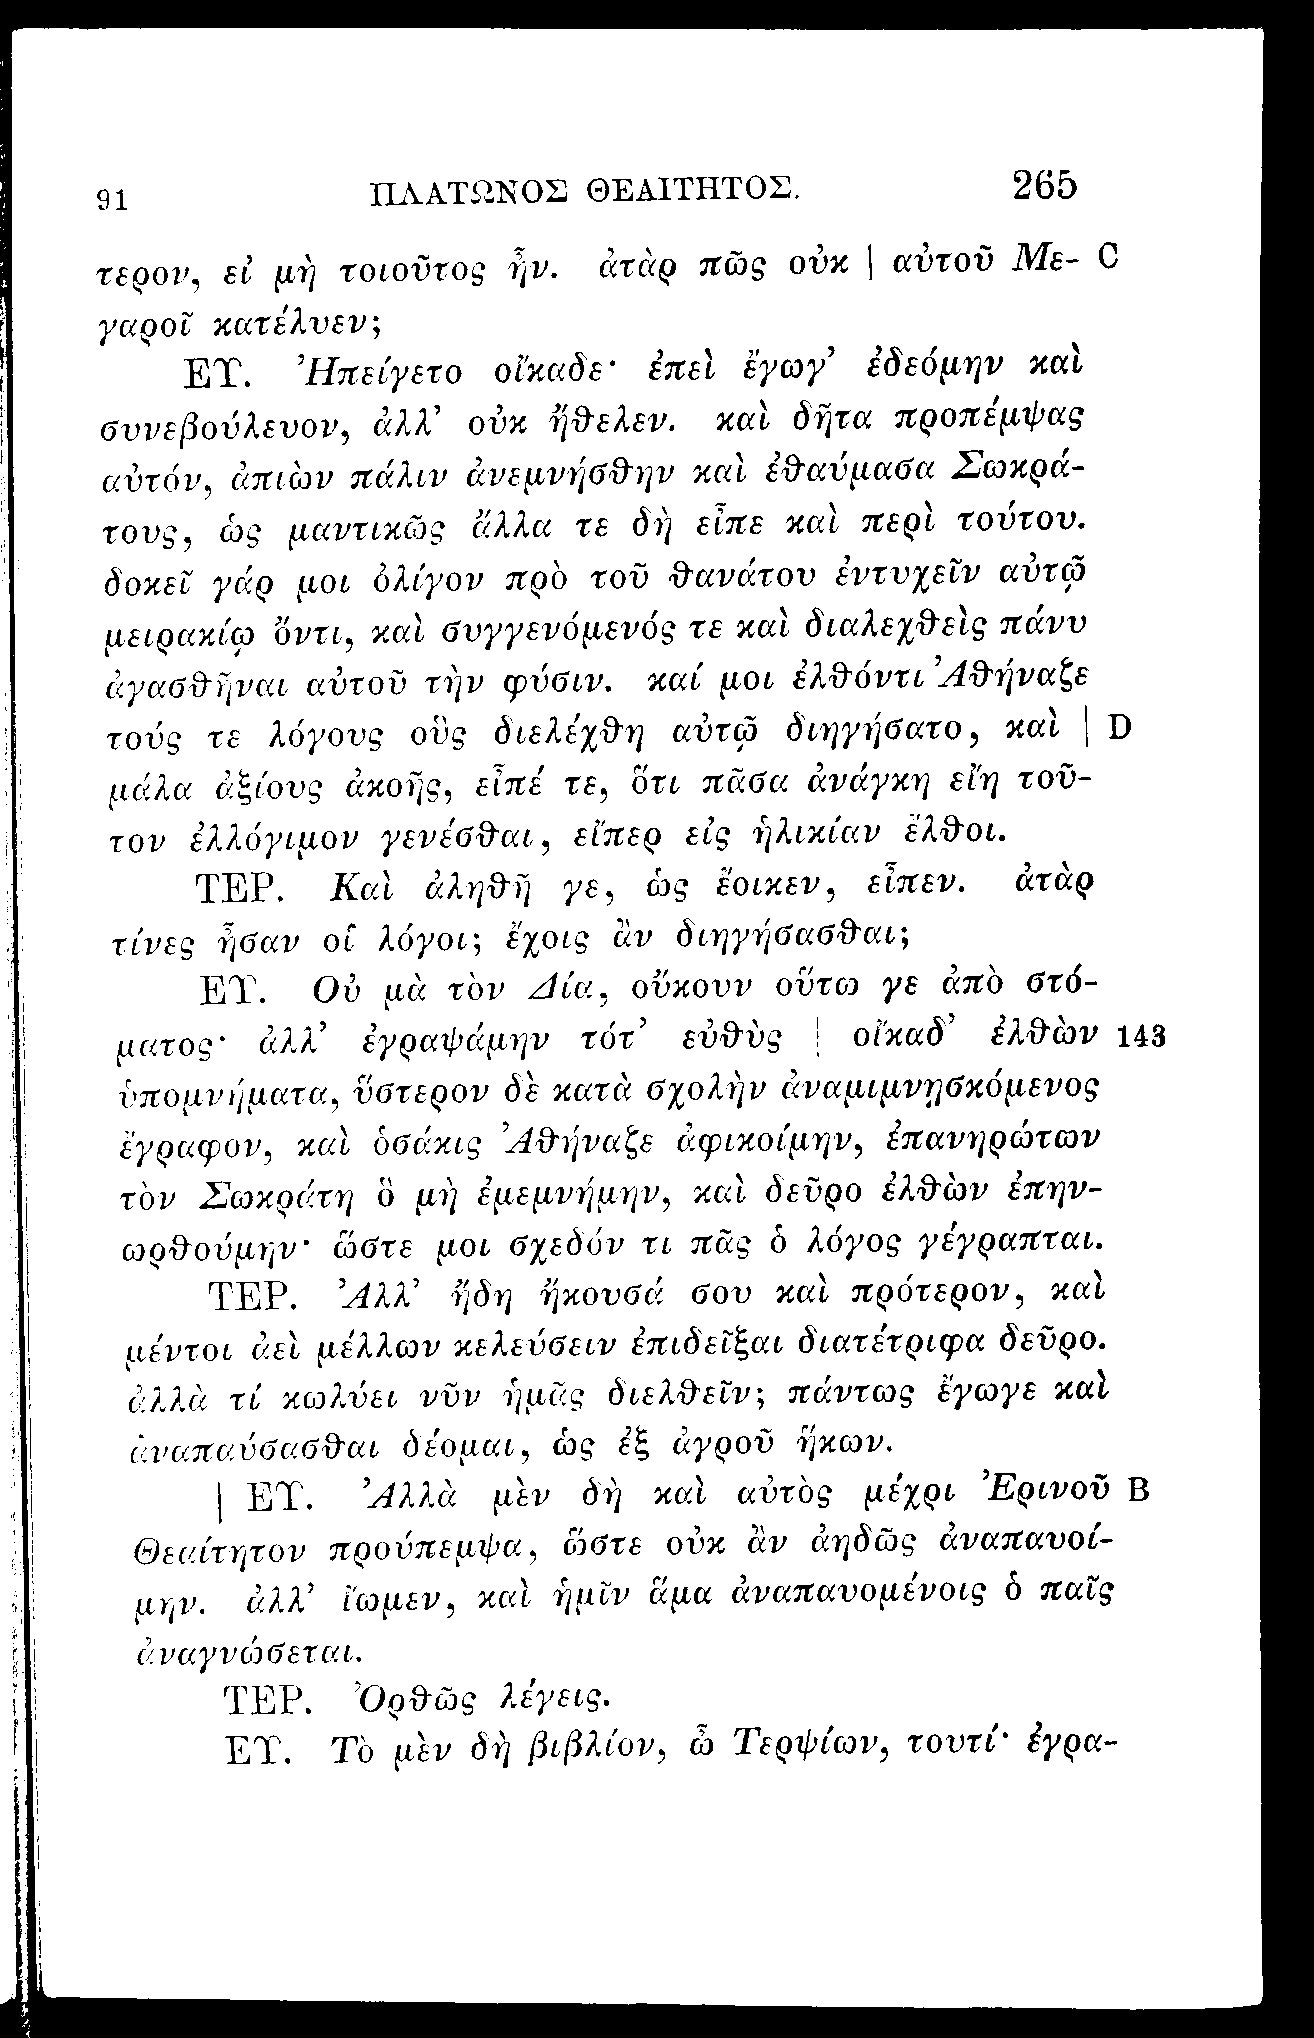 91 ΠΛΑΤΩΝΟΣ ΘΕΑΙΤΗΤΟΣ. 265
τερον, εἰ μὴ τοιοῦτος ἦν. ἀτὰρ πῶς οὐκ | αὐτοῦ Με- C
γαροῖ κατέλυεν;
ΕΥ. Ἠπείγετο οἴκαδε· ἐπεὶ ἔγωγ’ ἐδεόμην καὶ
συνεβούλευον, ἀλλ’ οὐκ ἤθελεν. καὶ δῆτα προπέμψας
αὐτόν, ἀπιὼν πάλιν ἀνεμνήσθην καὶ ἐθαύμασα Σωκρά-
τους, ὡς μαντικῶς ἄλλα τε δὴ εἶπε καὶ περὶ τούτου.
δοκεῖ γάρ μοι ὀλίγον πρὸ τοῦ θανάτου ἐντυχεῖν αὐτῷ
μειρακίῳ ὄντι, καὶ συγγενόμενός τε καὶ διαλεχθεὶς πάνυ
ἀγασθῆναι αὐτοῦ τὴν φύσιν. καί μοι ἐλθόντι Ἀθήναζε
τούς τε λόγους οὓς διελέχθη αὐτῷ διηγήσατο, καὶ | D
μάλα ἀξίους ἀκοῆς, εἶπέ τε, ὅτι πᾶσα ἀνάγκη εἴη τοῦ-
τον ἐλλόγιμον γενέσθαι, εἴπερ εἰς ἡλικίαν ἔλθοι.
ΤΕΡ. Καὶ ἀληθῆ γε, ὡς ἔοικεν, εἶπεν. ἀτὰρ
τίνες ἦσαν οἱ λόγοι; ἔχοις ἂν διηγήσασθαι;
ΕΥ. Οὐ μὰ τὸν Δία, οὔκουν οὕτω γε ἀπὸ στό-
ματος· ἀλλ’ ἐγραψάμην τότ’ εὐθὺς | οἴκαδ’ ἐλθὼν 143
ὑπομνήματα, ὕστερον δὲ κατὰ σχολὴν ἀναμιμνῃσκόμενος
ἔγραφον, καὶ ὁσάκις Ἀθήναζε ἀφικοίμην, ἐπανηρώτων
τὸν Σωκράτη ὃ μὴ ἐμεμνήμην, καὶ δεῦρο ἐλθὼν ἐπην-
ωρθούμην· ὥστε μοι σχεδόν τι πᾶς ὁ λόγος γέγραπται.
ΤΕΡ. Ἀλλ’ ἤδη ἤκουσά σου καὶ πρότερον, καὶ
μέντοι ἀεὶ μέλλων κελεύσειν ἐπιδεῖξαι διατέτριφα δεῦρο.
ἀλλὰ τί κωλύει νῦν ἡμᾶς διελθεῖν; πάντως ἔγωγε καὶ
ἀναπαύσασθαι δέομαι, ὡς ἐξ ἀγροῦ ἥκων.
| ΕΥ. Ἀλλὰ μὲν δὴ καὶ αὐτὸς μέχρι Ἐρινοῦ B
Θεαίτητον προύπεμψα, ὥστε οὐκ ἂν ἀηδῶς ἀναπαυοί-
μην. ἀλλ’ ἴωμεν, καὶ ἡμῖν ἅμα ἀναπαυομένοις ὁ παῖς
ἀναγνώσεται.
ΤΕΡ. Ὀρθῶς λέγεις.
ΕΥ. Τὸ μὲν δὴ βιβλίον, ὦ Τερψίων, τουτί· ἐγρα-